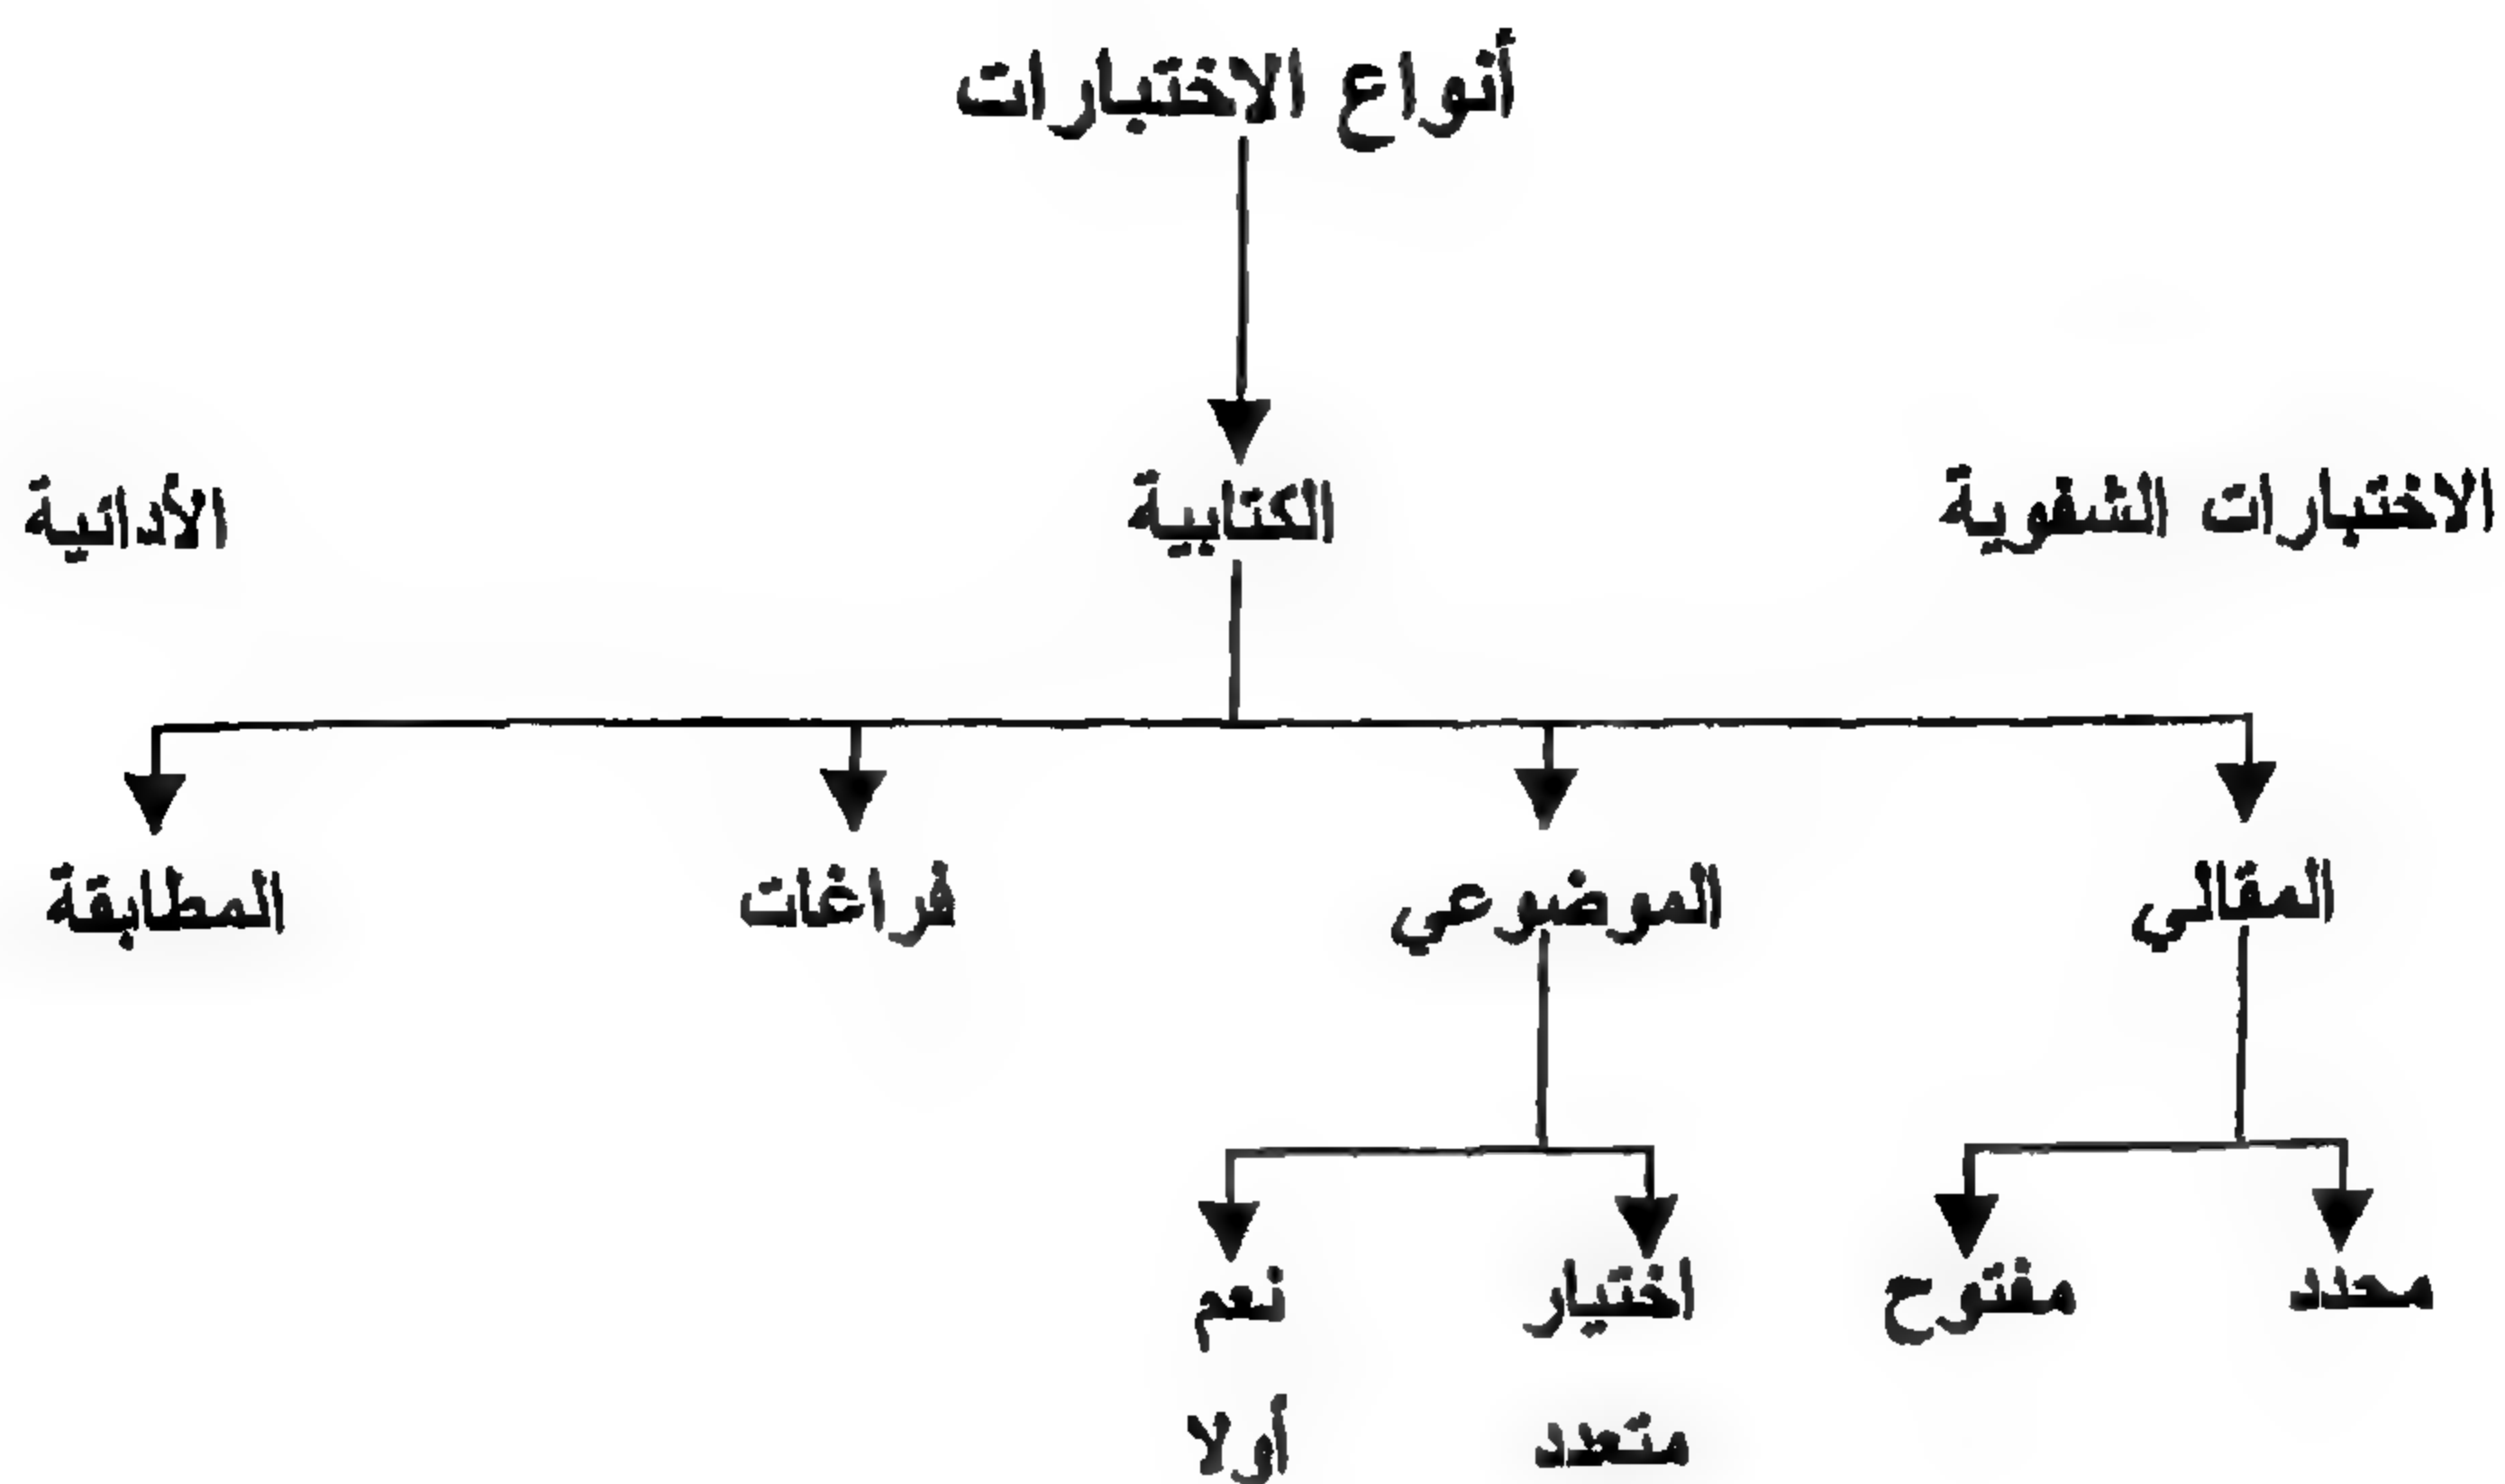 أنواع الاختبارات
الاختبارات الشفوية الكتابية الأدائية
المقالي الموضوعي فراغات المطابقة
محدد مفتوح اختيار نعم
متعدد أولا